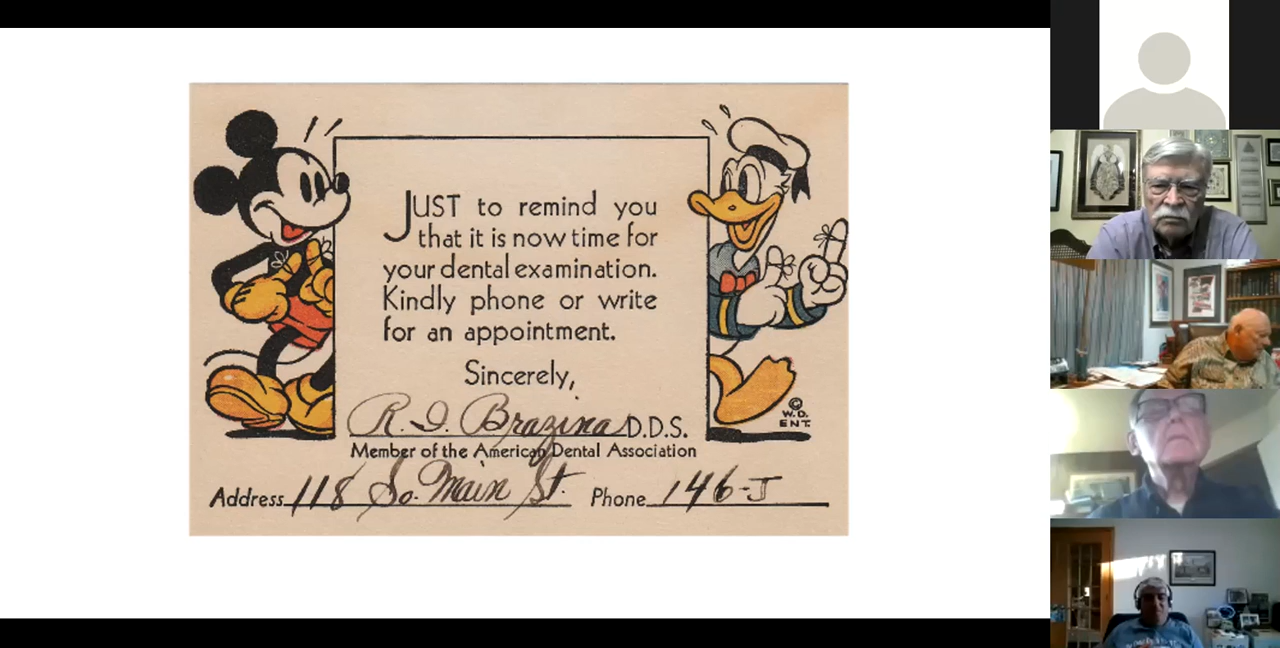 JUST to remind you
that it is now time for
your dental examination.
Kindly phone or write
for an appointment.
Sincerely,
R. I. Brazina D.D.S.
Member of the American Dental Association
Address 118 So. Main St. Phone 146-J
© W.D. ENT.